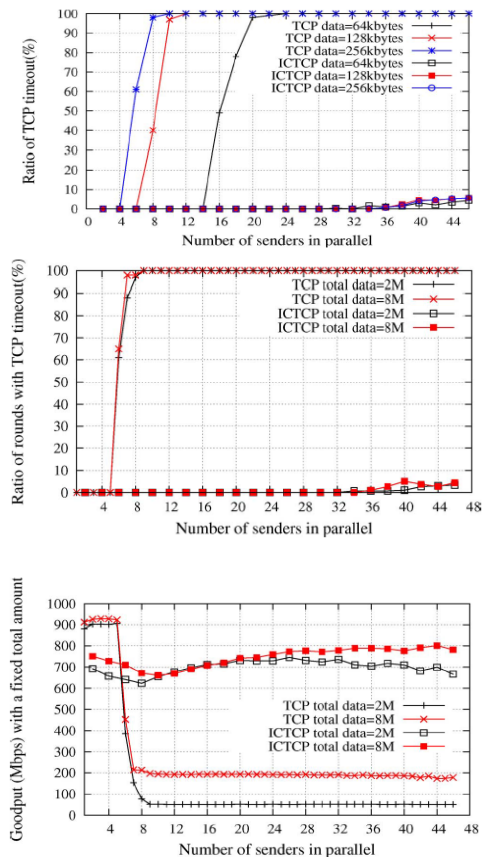 Ratio of TCP timeout(%)
100
90
80
70
60
50
40
30
20
10
0
TCP data=64kbytes
TCP data=128kbytes
TCP data=256kbytes
ICTCP data=64kbytes
ICTCP data=128kbytes
ICTCP data=256kbytes
0 4 8 12 16 20 24 28 32 36 40 44
Number of senders in parallel
Ratio of rounds with TCP timeout(%)
100
90
80
70
60
50
40
30
20
10
0
TCP total data=2M
TCP total data=8M
ICTCP total data=2M
ICTCP total data=8M
4 8 12 16 20 24 28 32 36 40 44 48
Number of senders in parallel
Goodput (Mbps) with a fixed total amount
1000
900
800
700
600
500
400
300
200
100
0
TCP total data=2M
TCP total data=8M
ICTCP total data=2M
ICTCP total data=8M
4 8 12 16 20 24 28 32 36 40 44 48
Number of senders in parallel